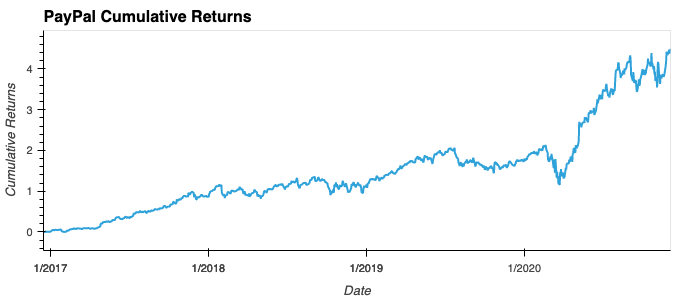 PayPal Cumulative Returns
Cumulative Returns
4
3
2
1
0
1/2017 1/2018 1/2019 1/2020
Date